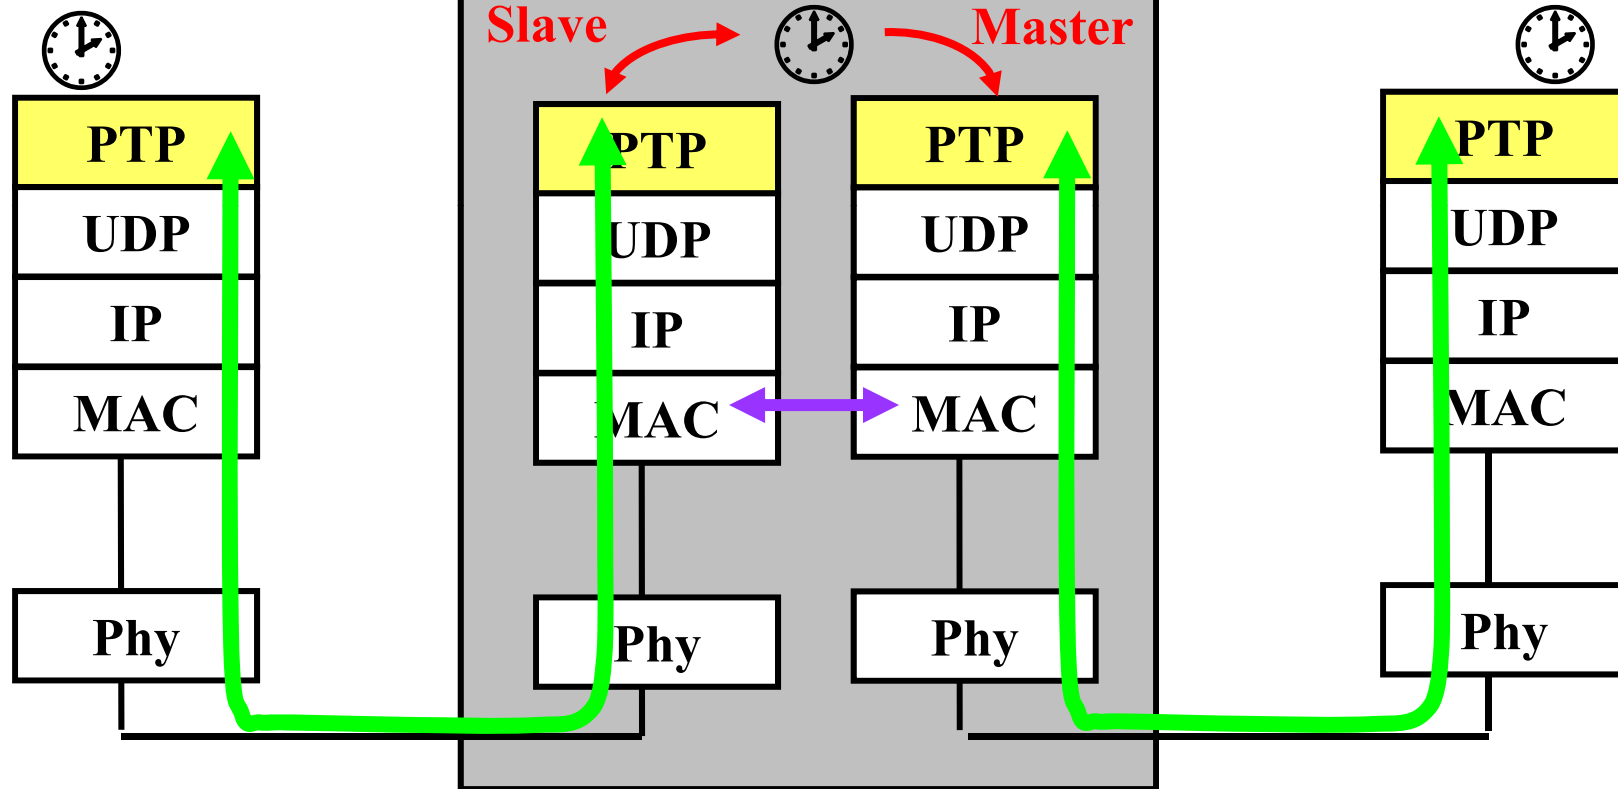 Slave
Master
PTP
UDP
IP
MAC
Phy
PTP
UDP
IP
MAC
Phy
PTP
UDP
IP
MAC
Phy
PTP
UDP
IP
MAC
Phy